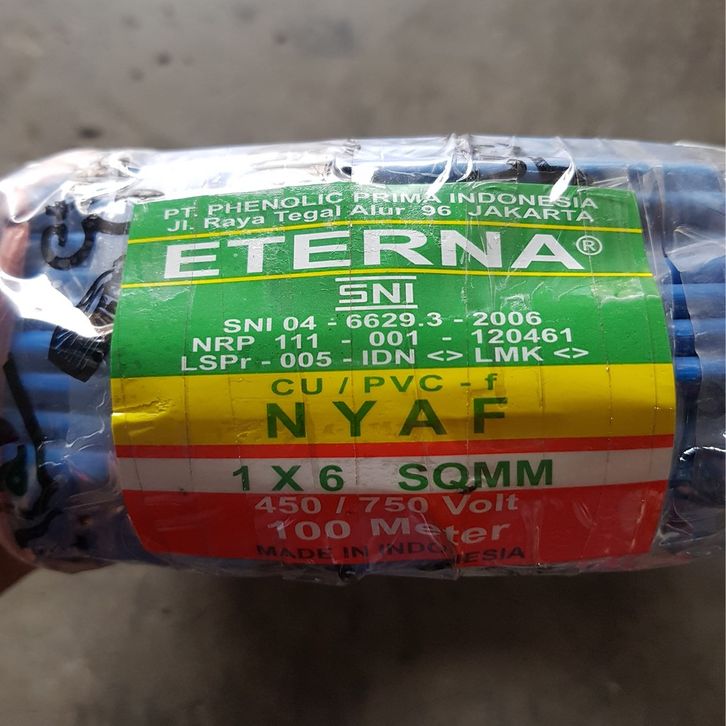 PT. PHENOLIC PRIMA INDONESIA
Jl. Raya Tegal Alur 96 JAKARTA
ETERNA®
SNI
SNI 04 - 6629.3 - 2006
NRP 111 - 001 - 120461
LSPr - 005 - IDN <> LMK <>
CU / PVC - f
NYAF
1 X 6 SQMM
450 / 750 Volt
100 Meter
MADE IN INDONESIA